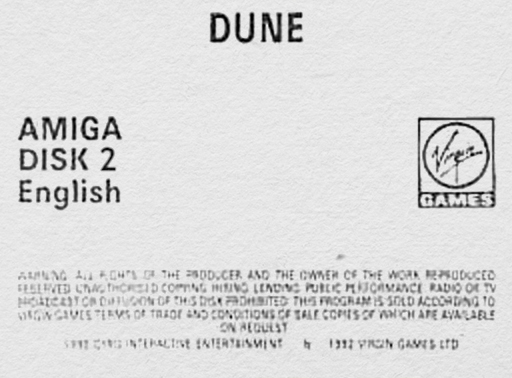 DUNE
AMIGA
DISK 2
English
Virgin
GAMES
WARNING: ALL RIGHTS OF THE PRODUCER AND THE OWNER OF THE WORK REPRODUCED
RESERVED UNAUTHORISED COPYING HIRING LENDING PUBLIC PERFORMANCE RADIO OR TV
BROADCAST OR DIFFUSION OF THIS DISK PROHIBITED THIS PROGRAM IS SOLD ACCORDING TO
VIRGIN GAMES TERMS OF TRADE AND CONDITIONS OF SALE COPIES OF WHICH ARE AVAILABLE
ON REQUEST
1992 CRYO INTERACTIVE ENTERTAINMENT & 1992 VIRGIN GAMES LTD